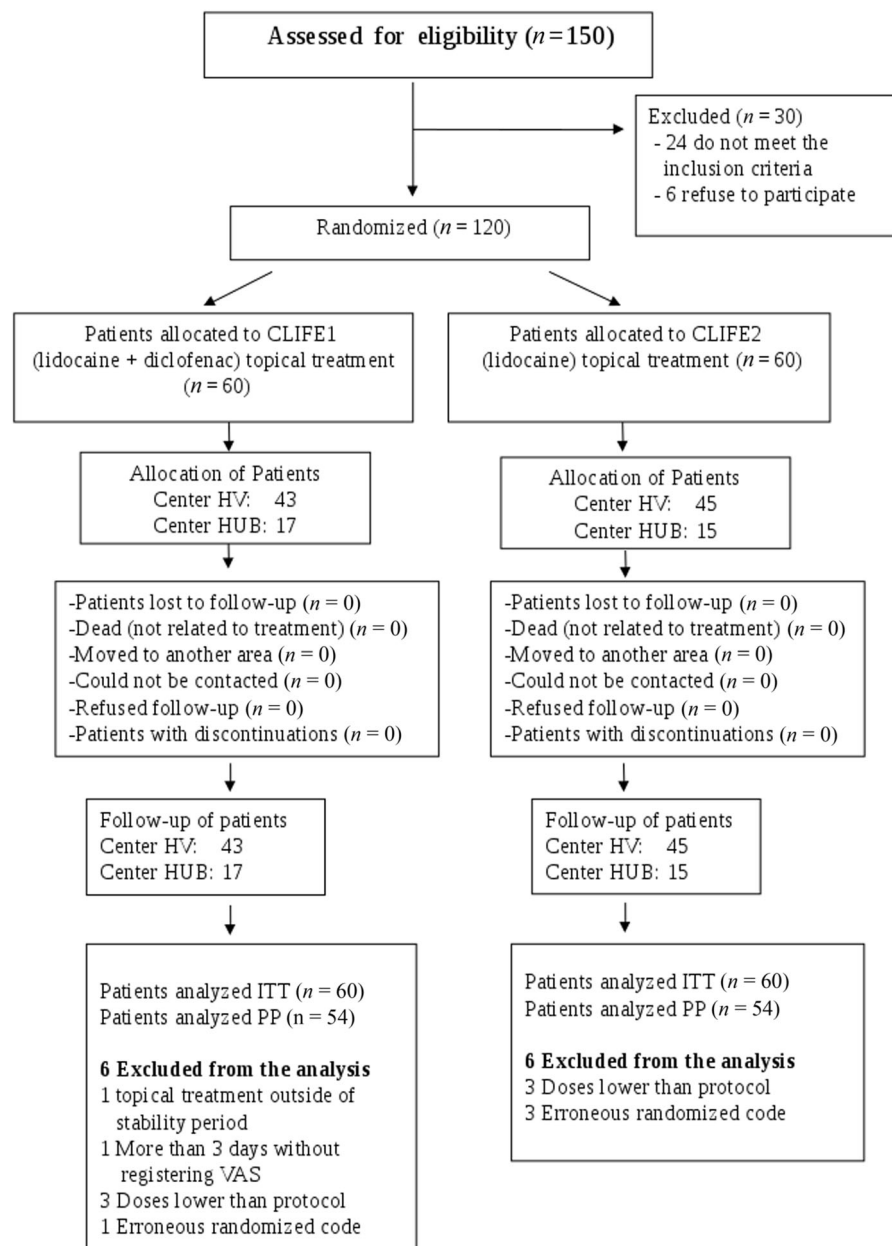 Assessed for eligibility (n=150)
Excluded (n = 30)
- 24 do not meet the
inclusion criteria
- 6 refuse to participate
Randomized (n = 120)
Patients allocated to CLIFE1
(lidocaine + diclofenac) topical treatment
(n = 60)
Patients allocated to CLIFE2
(lidocaine) topical treatment (n = 60)
Allocation of Patients
Center HV: 43
Center HUB: 17
Allocation of Patients
Center HV: 45
Center HUB: 15
-Patients lost to follow-up (n = 0)
-Dead (not related to treatment) (n = 0)
-Moved to another area (n = 0)
-Could not be contacted (n = 0)
-Refused follow-up (n = 0)
-Patients with discontinuations (n = 0)
-Patients lost to follow-up (n = 0)
-Dead (not related to treatment) (n = 0)
-Moved to another area (n = 0)
-Could not be contacted (n = 0)
-Refused follow-up (n = 0)
-Patients with discontinuations (n = 0)
Follow-up of patients
Center HV: 43
Center HUB: 17
Follow-up of patients
Center HV: 45
Center HUB: 15
Patients analyzed ITT (n = 60)
Patients analyzed PP (n = 54)
6 Excluded from the analysis
1 topical treatment outside of
stability period
1 More than 3 days without
registering VAS
3 Doses lower than protocol
1 Erroneous randomized code
Patients analyzed ITT (n = 60)
Patients analyzed PP (n = 54)
6 Excluded from the analysis
3 Doses lower than protocol
3 Erroneous randomized code